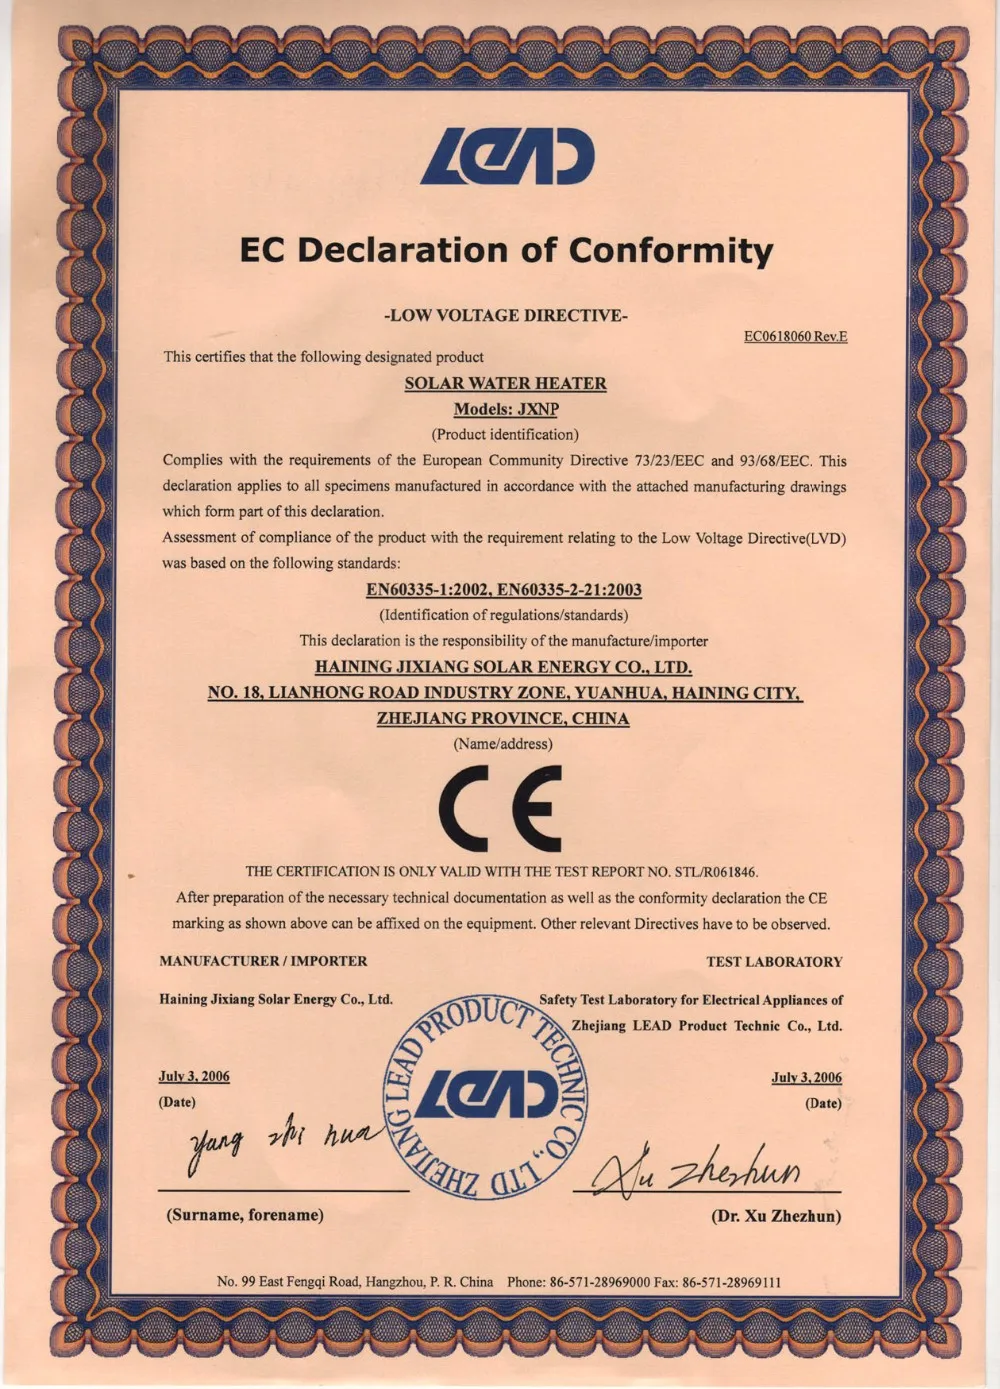 LEAD
EC Declaration of Conformity
-LOW VOLTAGE DIRECTIVE-
EC0618060 Rev.E
This certifies that the following designated product
SOLAR WATER HEATER
Models: JXNP
(Product identification)
Complies with the requirements of the European Community Directive 73/23/EEC and 93/68/EEC. This
declaration applies to all specimens manufactured in accordance with the attached manufacturing drawings
which form part of this declaration.
Assessment of compliance of the product with the requirement relating to the Low Voltage Directive(LVD)
was based on the following standards:
EN60335-1:2002, EN60335-2-21:2003
(Identification of regulations/standards)
This declaration is the responsibility of the manufacture/importer
HAINING JIXIANG SOLAR ENERGY CO., LTD.
NO. 18, LIANHONG ROAD INDUSTRY ZONE, YUANHUA, HAINING CITY,
ZHEJIANG PROVINCE, CHINA
(Name/address)
CE
THE CERTIFICATION IS ONLY VALID WITH THE TEST REPORT NO. STL/R061846.
After preparation of the necessary technical documentation as well as the conformity declaration the CE
marking as shown above can be affixed on the equipment. Other relevant Directives have to be observed.
MANUFACTURER / IMPORTER
TEST LABORATORY
Haining Jixiang Solar Energy Co., Ltd.
Safety Test Laboratory for Electrical Appliances of
Zhejiang LEAD Product Technic Co., Ltd.
ZHEJIANG LEAD PRODUCT TECHNIC CO., LTD
LEAD
July 3, 2006
July 3, 2006
(Date)
(Date)
yang zhi hua
Xu zhezhun
(Surname, forename)
(Dr. Xu Zhezhun)
No. 99 East Fengqi Road, Hangzhou, P. R. China Phone: 86-571-28969000 Fax: 86-571-28969111